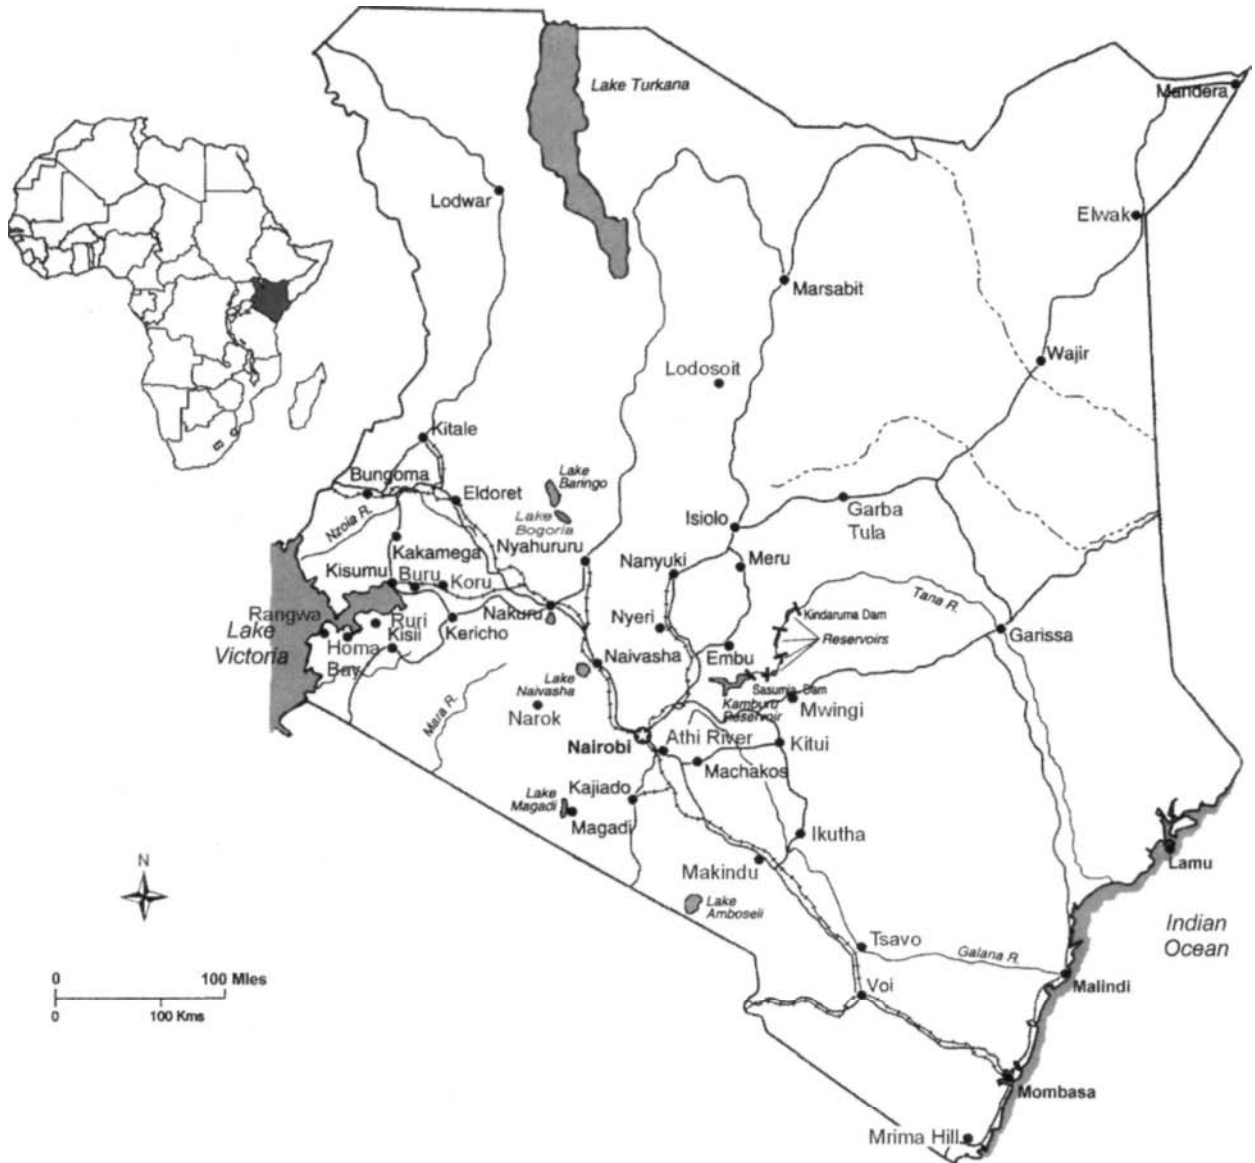 Mandera
Lake Turkana
Lodwar
Elwak
Marsabit
Wajir
Lodosoit
Kitale
Bungoma
Lake
Baringo
Eldoret
Lake
Bogoria
Garba
Tula
Nzoia R.
Isiolo
Nyahururu
Kakamega
Nanyuki
Meru
Kisumu
Buru
Koru
Tana R.
Nakuru
Rangwa
Ruri
Kindaruma Dam
Nyeri
Lake
Victoria
Homa
Bay
Kisii
Kericho
Reservoirs
Garissa
Naivasha
Embu
Lake
Naivasha
Sasumia Dam
Kamburu
Reservoir
Mwingi
Mara R.
Narok
Nairobi
Athi River
Kitui
Machakos
Kajiado
Lake
Magadi
Magadi
Ikutha
N
Makindu
Lamu
Lake
Amboseli
Indian
Ocean
Tsavo
Galana R.
0 100 Miles
0 100 Kms
Malindi
Voi
Mombasa
Mrima Hill